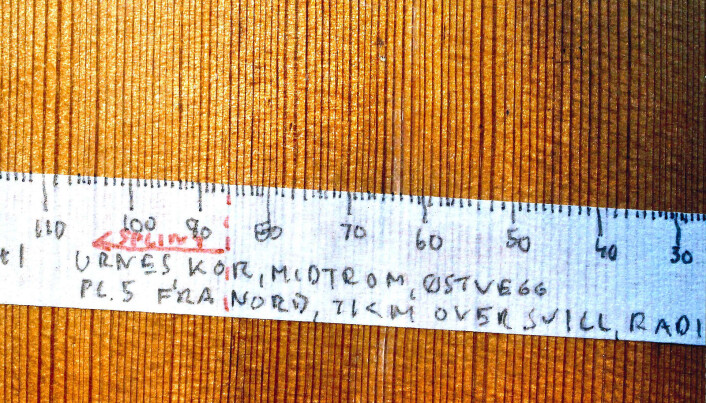 110 100 90 80 70 60 50 40 30
SPLINT
URNES KOR, MIDTROM, ØSTVEGG
PL. 5 FRA NORD, 71 CM OVER SVILL, RADI